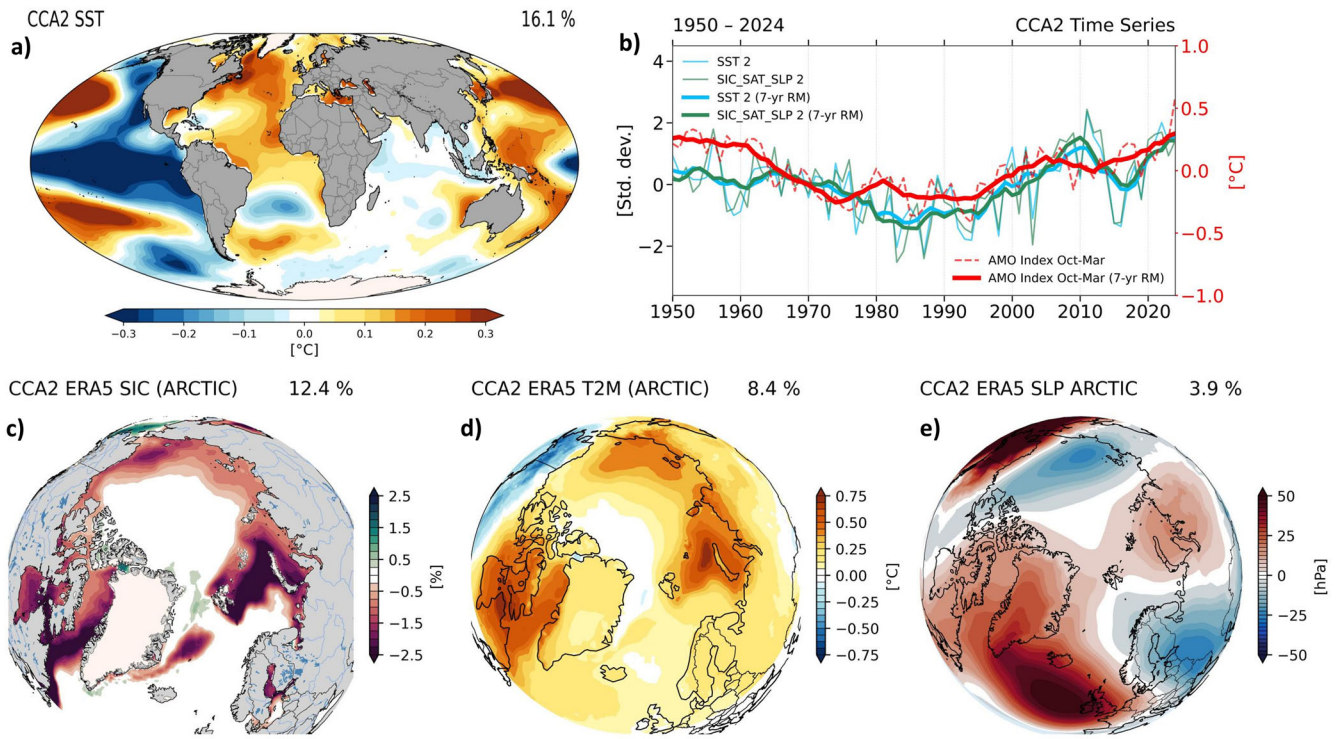 CCA2 SST 16.1 %
a)
−0.3 −0.2 −0.1 0.0 0.1 0.2 0.3
[°C]
1950 – 2024 CCA2 Time Series
b)
SST 2
SIC_SAT_SLP 2
SST 2 (7-yr RM)
SIC_SAT_SLP 2 (7-yr RM)
AMO Index Oct-Mar
AMO Index Oct-Mar (7-yr RM)
4
2
0
−2
[Std. dev.]
1.0
0.5
0.0
−0.5
−1.0
[°C]
1950 1960 1970 1980 1990 2000 2010 2020
CCA2 ERA5 SIC (ARCTIC) 12.4 %
c)
2.5
1.5
0.5
−0.5
−1.5
−2.5
[%]
CCA2 ERA5 T2M (ARCTIC) 8.4 %
d)
0.75
0.50
0.25
0.00
−0.25
−0.50
−0.75
[°C]
CCA2 ERA5 SLP ARCTIC 3.9 %
e)
50
30
10
0
−10
−30
−50
[hPa]